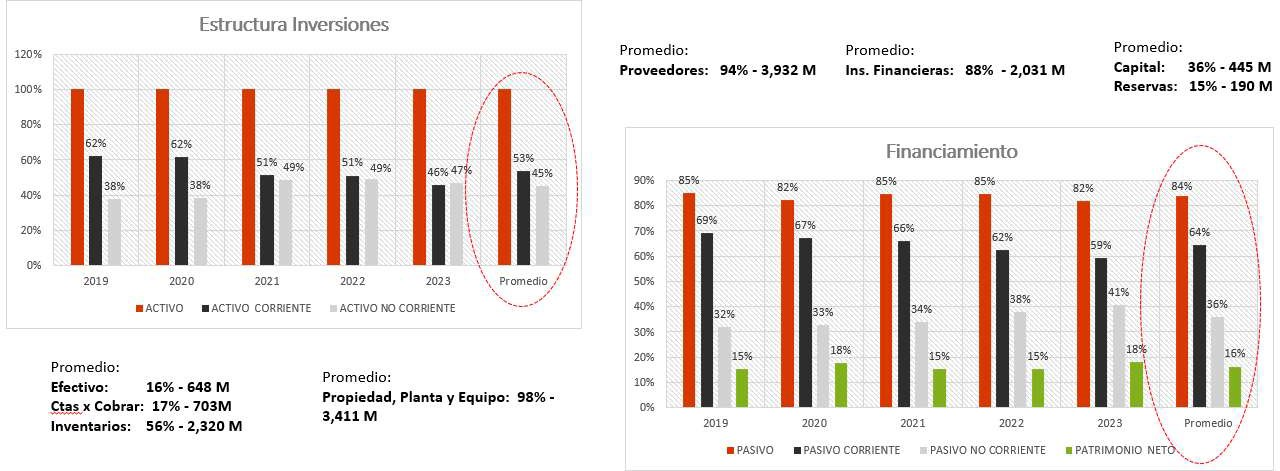 Estructura Inversiones
120%
100%
80%
60%
40%
20%
0%
62%
38%
62%
38%
51%
49%
51%
49%
46%
47%
53%
45%
2019
2020
2021
2022
2023
Promedio
ACTIVO
ACTIVO CORRIENTE
ACTIVO NO CORRIENTE
Promedio:
Efectivo: 16% - 648 M
Ctas x Cobrar: 17% - 703M
Inventarios: 56% - 2,320 M
Promedio:
Propiedad, Planta y Equipo: 98% -
3,411 M
Promedio:
Proveedores: 94% - 3,932 M
Promedio:
Ins. Financieras: 88% - 2,031 M
Promedio:
Capital: 36% - 445 M
Reservas: 15% - 190 M
Financiamiento
90%
80%
70%
60%
50%
40%
30%
20%
10%
0%
85%
69%
32%
15%
82%
67%
33%
18%
85%
66%
34%
15%
85%
62%
38%
15%
82%
59%
41%
18%
84%
64%
36%
16%
2019
2020
2021
2022
2023
Promedio
PASIVO
PASIVO CORRIENTE
PASIVO NO CORRIENTE
PATRIMONIO NETO